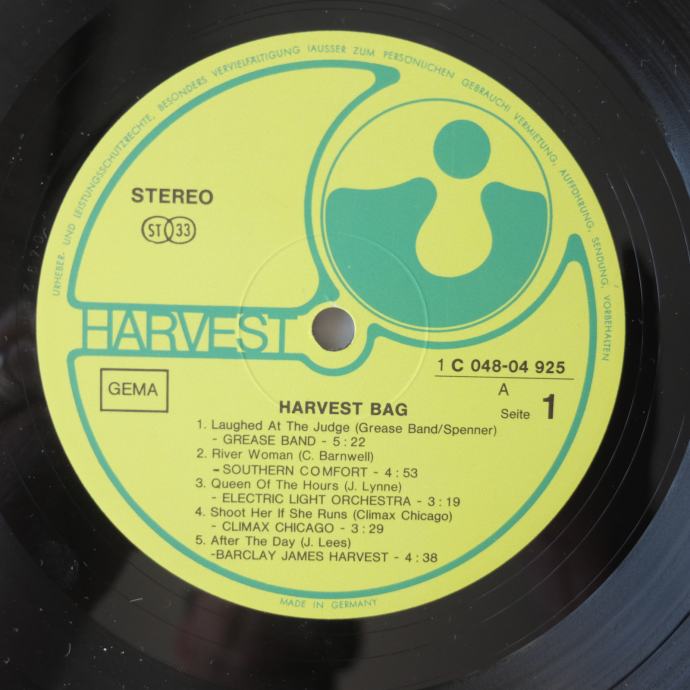 URHEBER- UND LEISTUNGSSCHUTZRECHTE, BESONDERS VERVIELFÄLTIGUNG (AUSSER ZUM PERSÖNLICHEN GEBRAUCH) VERMIETUNG, AUFFÜHRUNG, SENDUNG, VORBEHALTEN
STEREO
ST 33
HARVEST
GEMA
1 C 048-04 925
A
Seite 1
HARVEST BAG
1. Laughed At The Judge (Grease Band/Spenner)
- GREASE BAND - 5 : 22
2. River Woman (C. Barnwell)
- SOUTHERN COMFORT - 4 : 53
3. Queen Of The Hours (J. Lynne)
- ELECTRIC LIGHT ORCHESTRA - 3 : 19
4. Shoot Her If She Runs (Climax Chicago)
- CLIMAX CHICAGO - 3 : 29
5. After The Day (J. Lees)
-BARCLAY JAMES HARVEST - 4 : 38
MADE IN GERMANY